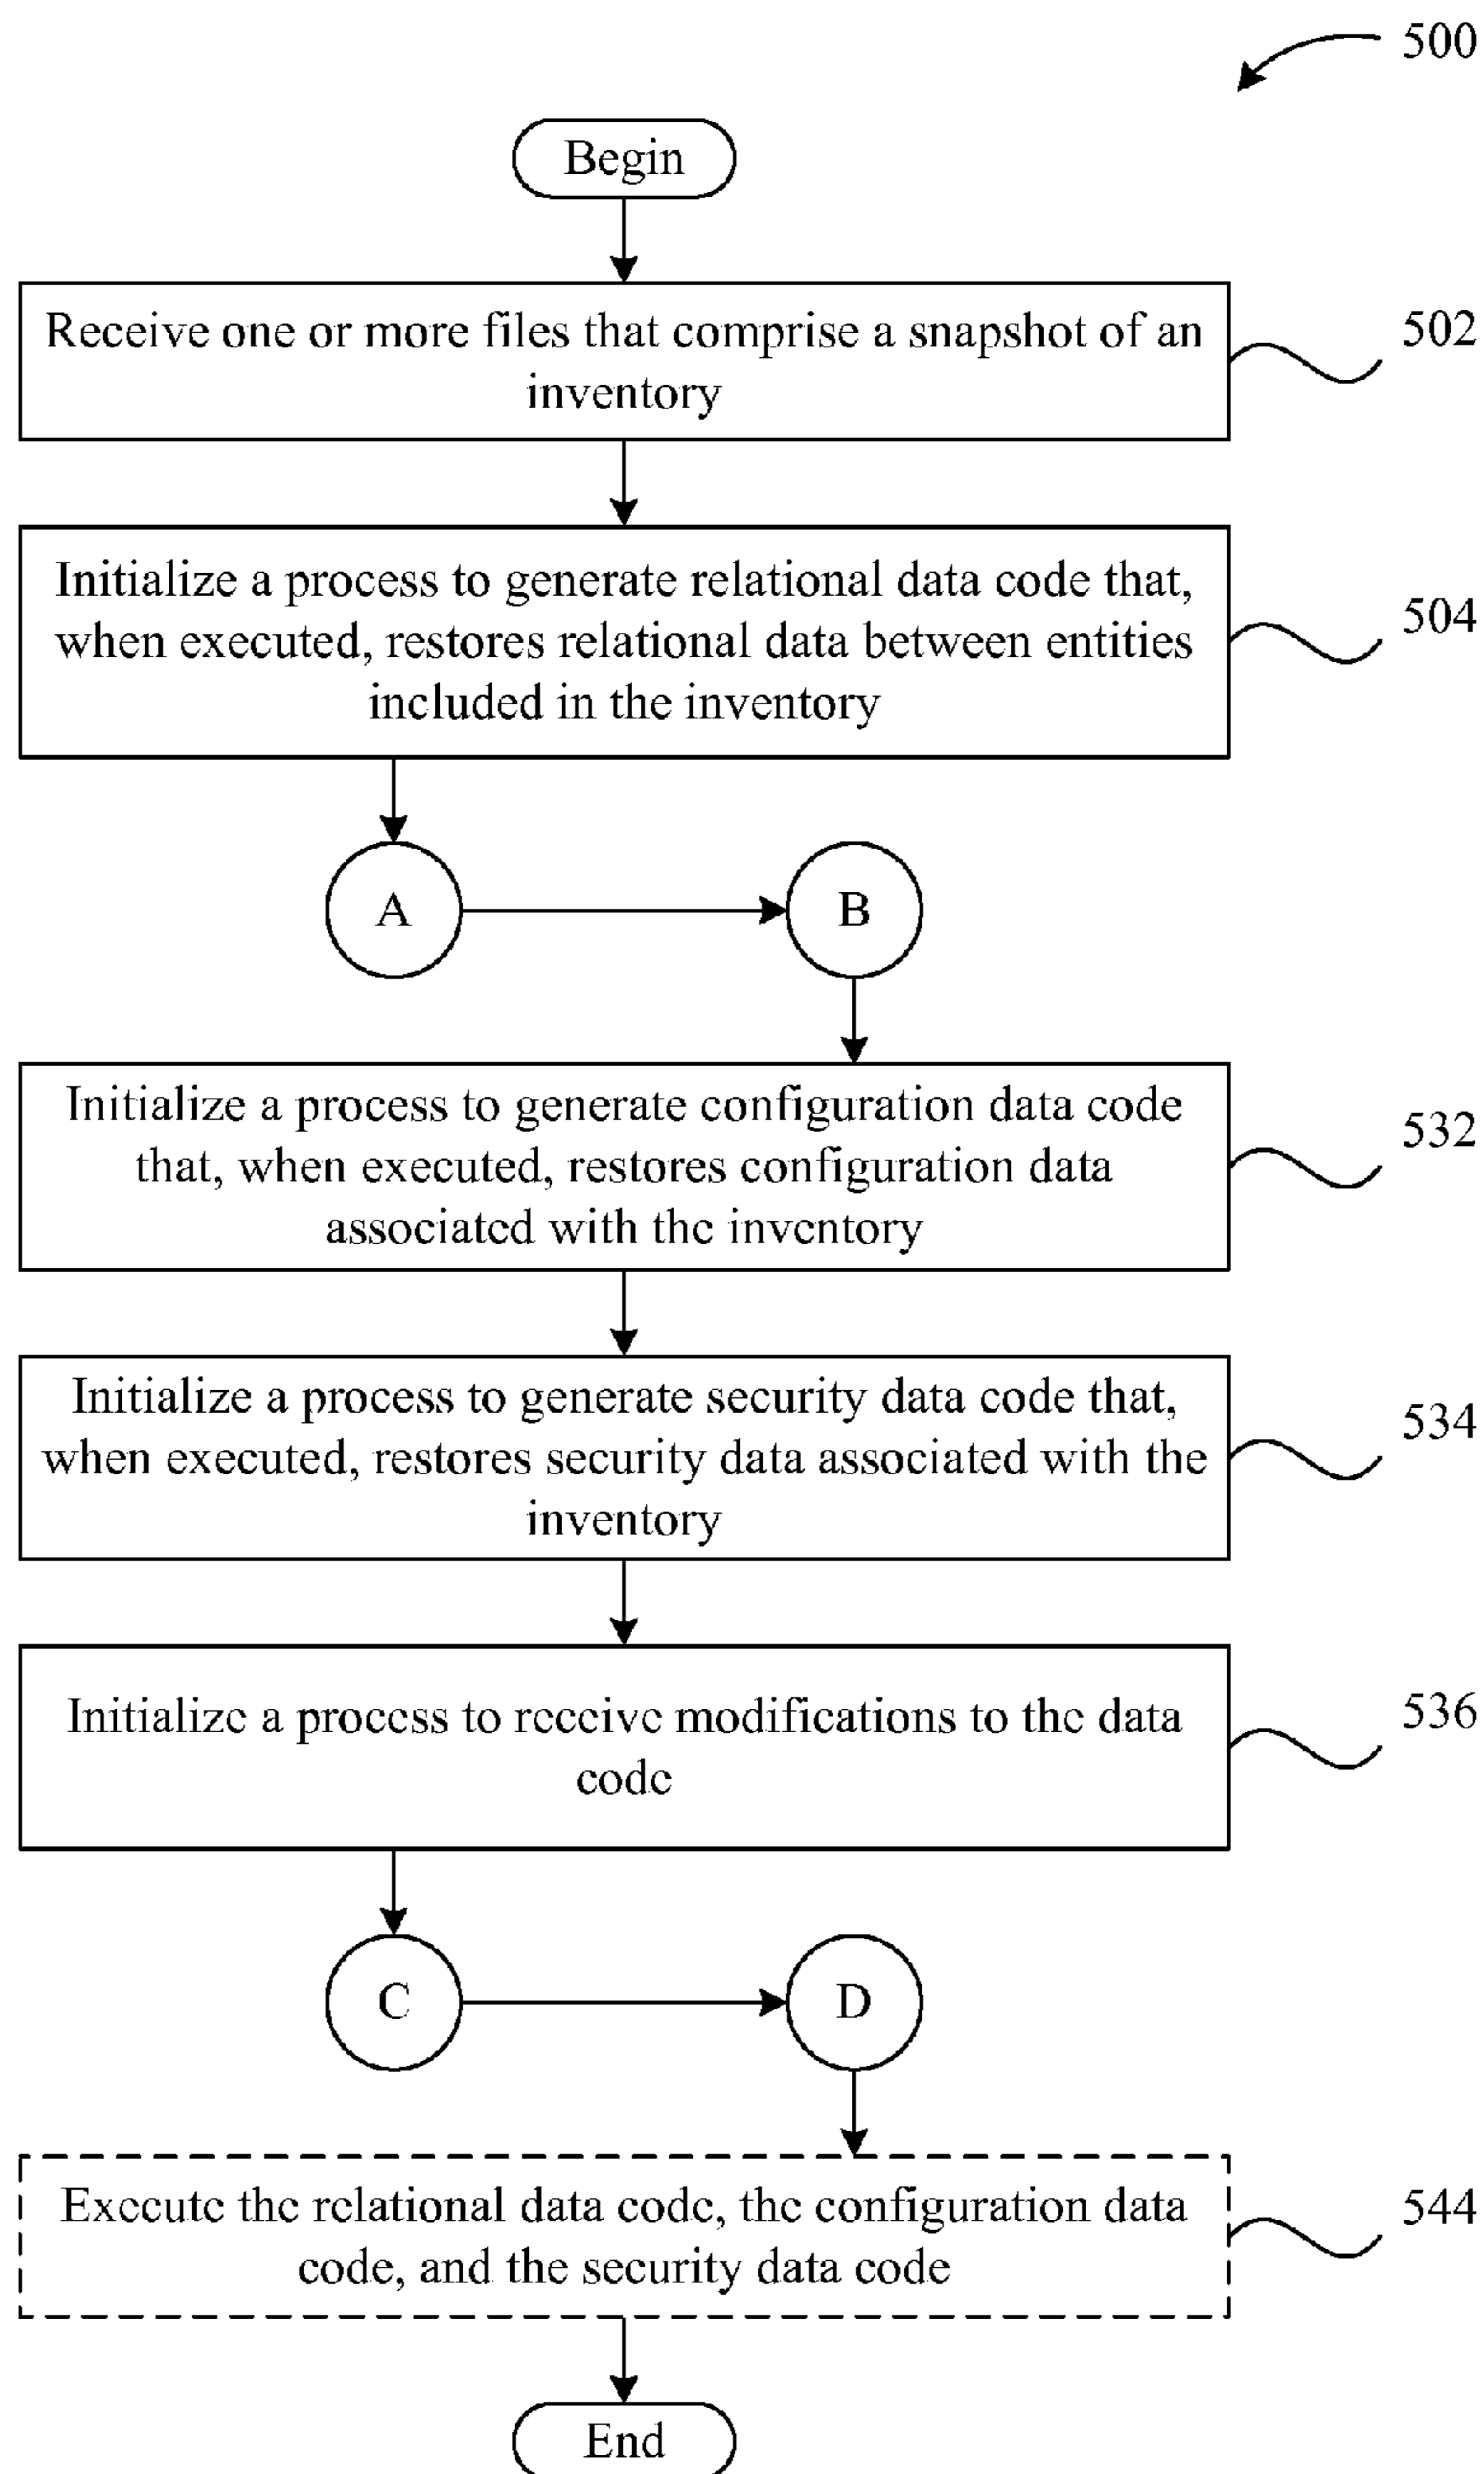 500
Begin
Receive one or more files that comprise a snapshot of an
inventory
502
Initialize a process to generate relational data code that,
when executed, restores relational data between entities
included in the inventory
504
A
B
Initialize a process to generate configuration data code
that, when executed, restores configuration data
associated with the inventory
532
Initialize a process to generate security data code that,
when executed, restores security data associated with the
inventory
534
Initialize a process to receive modifications to the data
code
536
C
D
Execute the relational data code, the configuration data
code, and the security data code
544
End